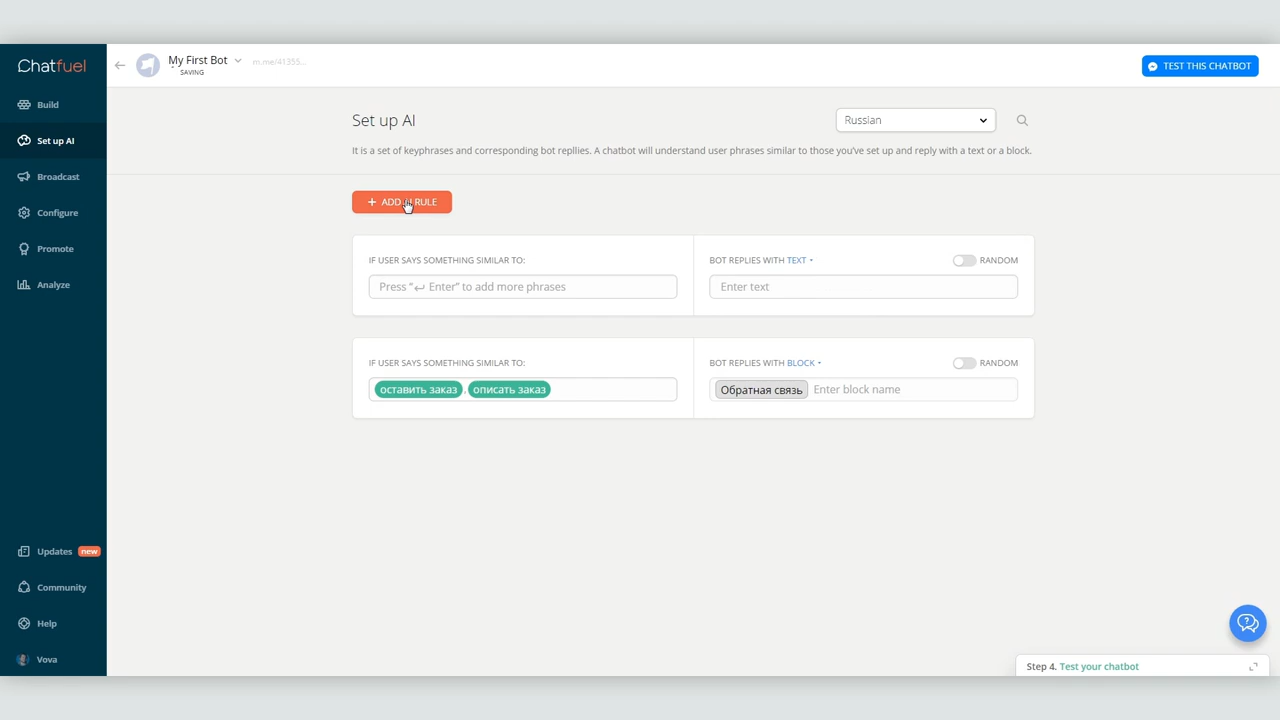 Chatfuel
My First Bot
m.me/41355...
SAVING
TEST THIS CHATBOT
Build
Set up AI
Broadcast
Configure
Promote
Analyze
Updates new
Community
Help
Vova
Set up AI
Russian
It is a set of keyphrases and corresponding bot repllies. A chatbot will understand user phrases similar to those you've set up and reply with a text or a block.
+ ADD RULE
IF USER SAYS SOMETHING SIMILAR TO:
Press “↵ Enter” to add more phrases
BOT REPLIES WITH TEXT
RANDOM
Enter text
IF USER SAYS SOMETHING SIMILAR TO:
оставить заказ , описать заказ
BOT REPLIES WITH BLOCK
RANDOM
Обратная связь Enter block name
Step 4. Test your chatbot